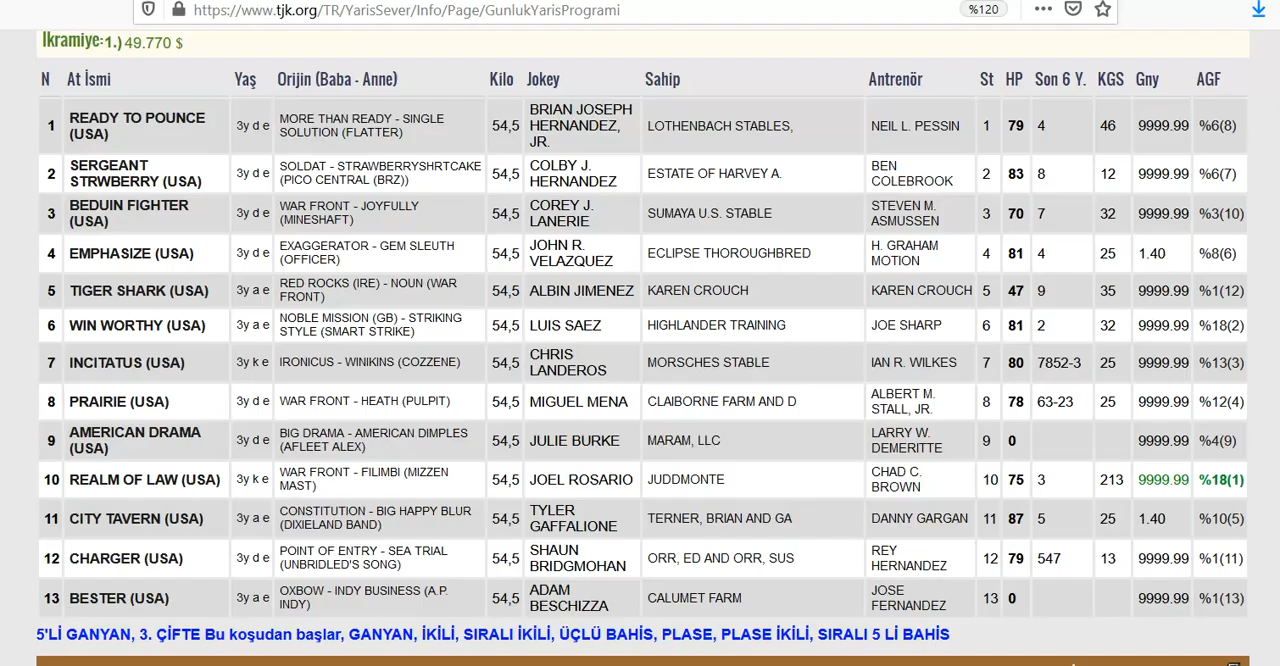 https://www.tjk.org/TR/YarisSever/Info/Page/GunlukYarisProgrami %120
İkramiye:1.) 49.770 $
N At İsmi Yaş Orijin (Baba - Anne) Kilo Jokey Sahip Antrenör St HP Son 6 Y. KGS Gny AGF
1 READY TO POUNCE (USA) 3y d e MORE THAN READY - SINGLE SOLUTION (FLATTER) 54,5 BRIAN JOSEPH HERNANDEZ, JR. LOTHENBACH STABLES, NEIL L. PESSIN 1 79 4 46 9999.99 %6(8)
2 SERGEANT STRWBERRY (USA) 3y d e SOLDAT - STRAWBERRYSHRTCAKE (PICO CENTRAL (BRZ)) 54,5 COLBY J. HERNANDEZ ESTATE OF HARVEY A. BEN COLEBROOK 2 83 8 12 9999.99 %6(7)
3 BEDUIN FIGHTER (USA) 3y d e WAR FRONT - JOYFULLY (MINESHAFT) 54,5 COREY J. LANERIE SUMAYA U.S. STABLE STEVEN M. ASMUSSEN 3 70 7 32 9999.99 %3(10)
4 EMPHASIZE (USA) 3y d e EXAGGERATOR - GEM SLEUTH (OFFICER) 54,5 JOHN R. VELAZQUEZ ECLIPSE THOROUGHBRED H. GRAHAM MOTION 4 81 4 25 1.40 %8(6)
5 TIGER SHARK (USA) 3y a e RED ROCKS (IRE) - NOUN (WAR FRONT) 54,5 ALBIN JIMENEZ KAREN CROUCH KAREN CROUCH 5 47 9 35 9999.99 %1(12)
6 WIN WORTHY (USA) 3y a e NOBLE MISSION (GB) - STRIKING STYLE (SMART STRIKE) 54,5 LUIS SAEZ HIGHLANDER TRAINING JOE SHARP 6 81 2 32 9999.99 %18(2)
7 INCITATUS (USA) 3y k e IRONICUS - WINIKINS (COZZENE) 54,5 CHRIS LANDEROS MORSCHES STABLE IAN R. WILKES 7 80 7852-3 25 9999.99 %13(3)
8 PRAIRIE (USA) 3y d e WAR FRONT - HEATH (PULPIT) 54,5 MIGUEL MENA CLAIBORNE FARM AND D ALBERT M. STALL, JR. 8 78 63-23 25 9999.99 %12(4)
9 AMERICAN DRAMA (USA) 3y d e BIG DRAMA - AMERICAN DIMPLES (AFLEET ALEX) 54,5 JULIE BURKE MARAM, LLC LARRY W. DEMERITTE 9 0 9999.99 %4(9)
10 REALM OF LAW (USA) 3y k e WAR FRONT - FILIMBI (MIZZEN MAST) 54,5 JOEL ROSARIO JUDDMONTE CHAD C. BROWN 10 75 3 213 9999.99 %18(1)
11 CITY TAVERN (USA) 3y a e CONSTITUTION - BIG HAPPY BLUR (DIXIELAND BAND) 54,5 TYLER GAFFALIONE TERNER, BRIAN AND GA DANNY GARGAN 11 87 5 25 1.40 %10(5)
12 CHARGER (USA) 3y d e POINT OF ENTRY - SEA TRIAL (UNBRIDLED'S SONG) 54,5 SHAUN BRIDGMOHAN ORR, ED AND ORR, SUS REY HERNANDEZ 12 79 547 13 9999.99 %1(11)
13 BESTER (USA) 3y a e OXBOW - INDY BUSINESS (A.P. INDY) 54,5 ADAM BESCHIZZA CALUMET FARM JOSE FERNANDEZ 13 0 9999.99 %1(13)
5'Lİ GANYAN, 3. ÇİFTE Bu koşudan başlar, GANYAN, İKİLİ, SIRALI İKİLİ, ÜÇLÜ BAHİS, PLASE, PLASE İKİLİ, SIRALI 5 Lİ BAHİS